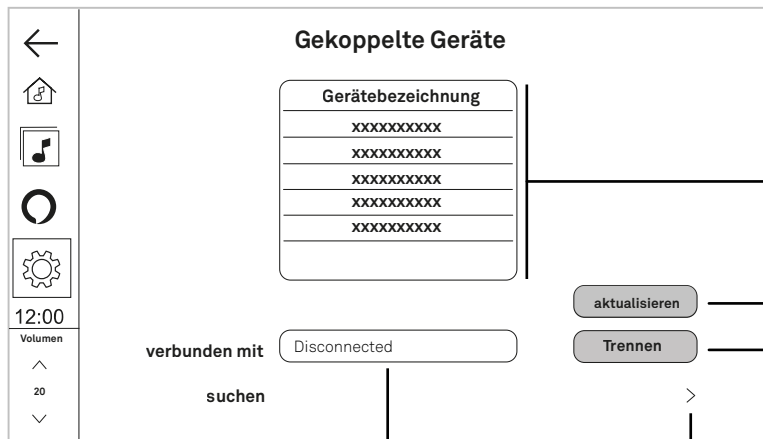 Gekoppelte Geräte
Gerätebezeichnung
xxxxxxxxxx
xxxxxxxxxx
xxxxxxxxxx
xxxxxxxxxx
xxxxxxxxxx
aktualisieren
12:00
Volumen
verbunden mit
Disconnected
Trennen
20
suchen